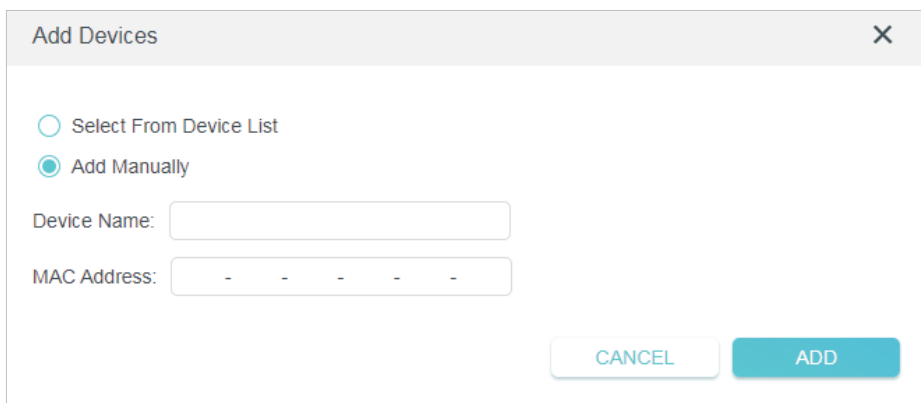 Add Devices
Select From Device List
Add Manually
Device Name:
MAC Address: - - - - -
CANCEL ADD